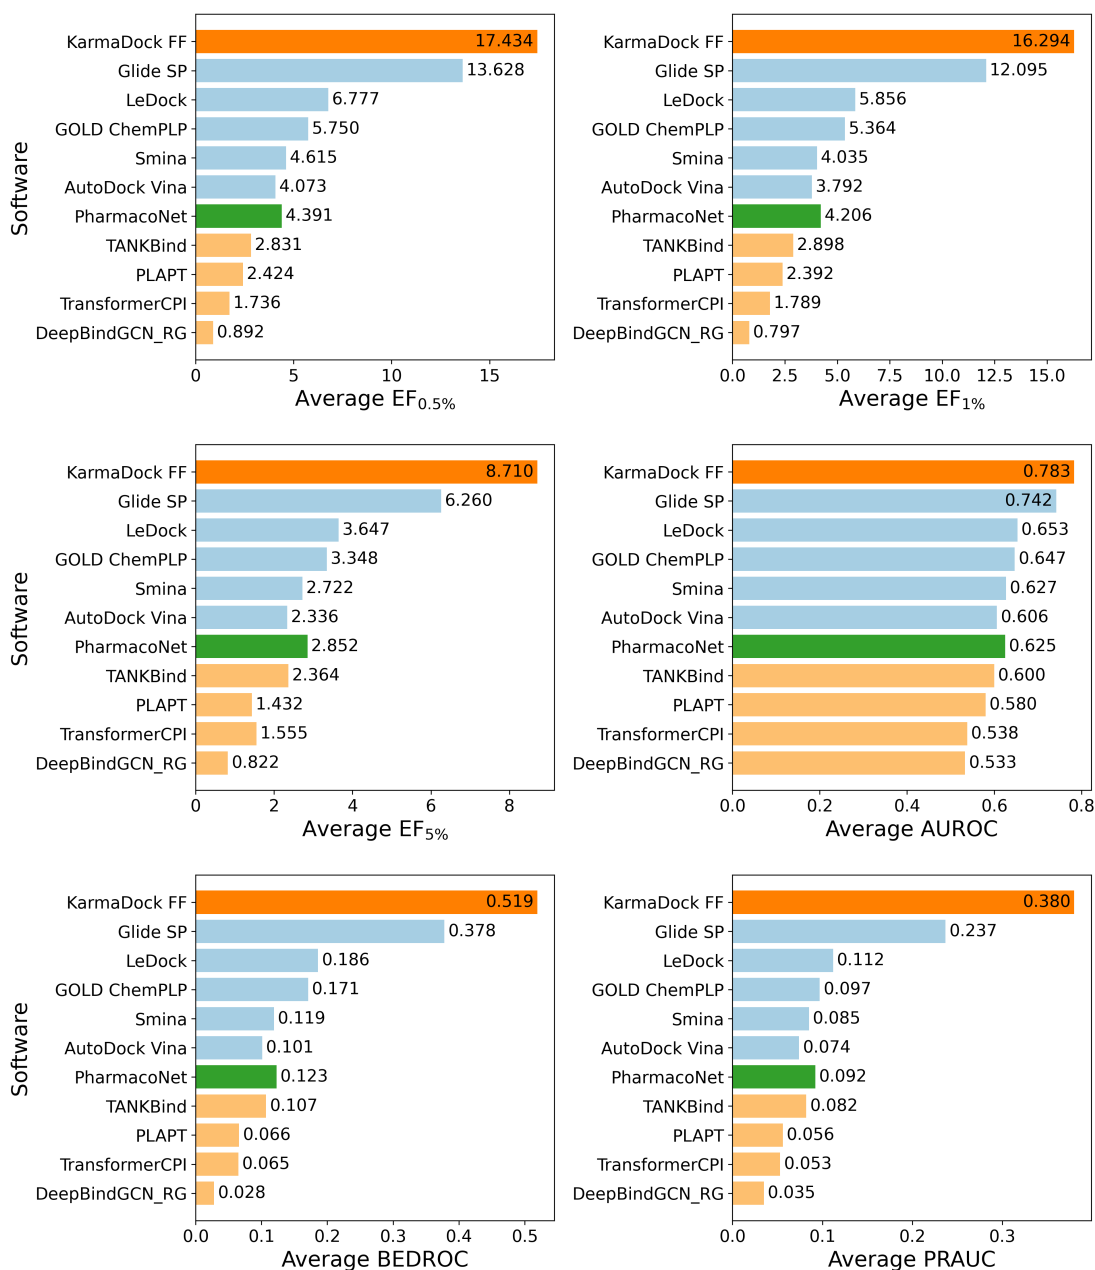 Software
KarmaDock FF 17.434
Glide SP 13.628
LeDock 6.777
GOLD ChemPLP 5.750
Smina 4.615
AutoDock Vina 4.073
PharmacoNet 4.391
TANKBind 2.831
PLAPT 2.424
TransformerCPI 1.736
DeepBindGCN_RG 0.892
0 5 10 15
Average EF0.5%
KarmaDock FF 16.294
Glide SP 12.095
LeDock 5.856
GOLD ChemPLP 5.364
Smina 4.035
AutoDock Vina 3.792
PharmacoNet 4.206
TANKBind 2.898
PLAPT 2.392
TransformerCPI 1.789
DeepBindGCN_RG 0.797
0.0 2.5 5.0 7.5 10.0 12.5 15.0
Average EF1%
Software
KarmaDock FF 8.710
Glide SP 6.260
LeDock 3.647
GOLD ChemPLP 3.348
Smina 2.722
AutoDock Vina 2.336
PharmacoNet 2.852
TANKBind 2.364
PLAPT 1.432
TransformerCPI 1.555
DeepBindGCN_RG 0.822
0 2 4 6 8
Average EF5%
KarmaDock FF 0.783
Glide SP 0.742
LeDock 0.653
GOLD ChemPLP 0.647
Smina 0.627
AutoDock Vina 0.606
PharmacoNet 0.625
TANKBind 0.600
PLAPT 0.580
TransformerCPI 0.538
DeepBindGCN_RG 0.533
0.0 0.2 0.4 0.6 0.8
Average AUROC
Software
KarmaDock FF 0.519
Glide SP 0.378
LeDock 0.186
GOLD ChemPLP 0.171
Smina 0.119
AutoDock Vina 0.101
PharmacoNet 0.123
TANKBind 0.107
PLAPT 0.066
TransformerCPI 0.065
DeepBindGCN_RG 0.028
0.0 0.1 0.2 0.3 0.4 0.5
Average BEDROC
KarmaDock FF 0.380
Glide SP 0.237
LeDock 0.112
GOLD ChemPLP 0.097
Smina 0.085
AutoDock Vina 0.074
PharmacoNet 0.092
TANKBind 0.082
PLAPT 0.056
TransformerCPI 0.053
DeepBindGCN_RG 0.035
0.0 0.1 0.2 0.3
Average PRAUC